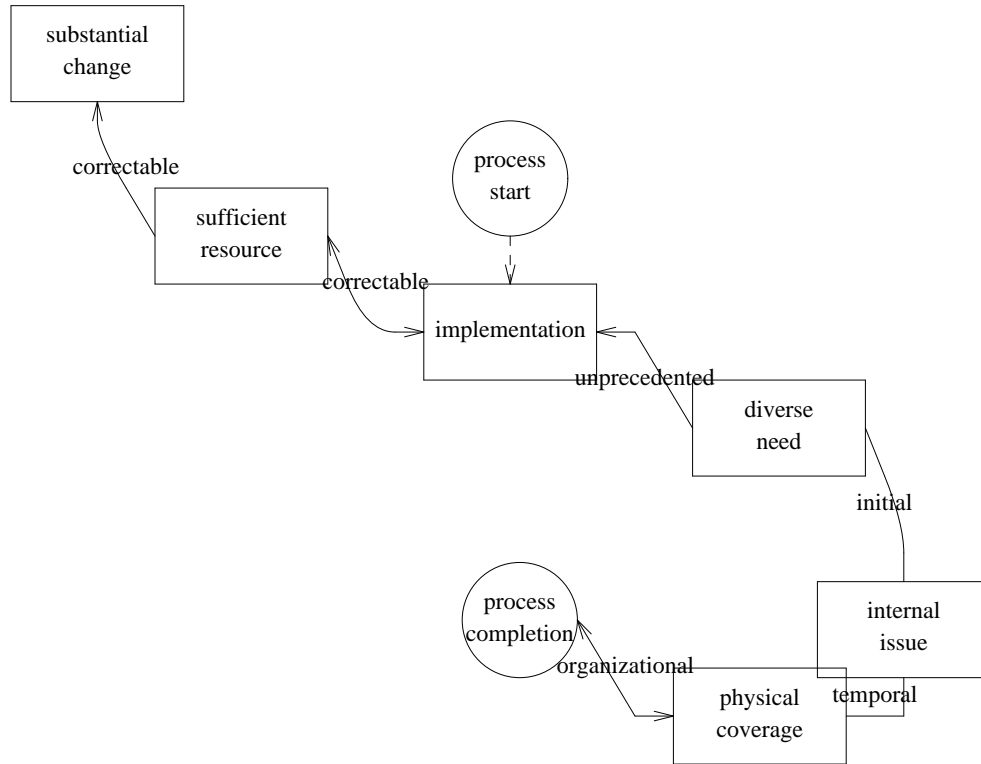 substantial
change
correctable
process
start
sufficient
resource
correctable
implementation
unprecedented
diverse
need
initial
process
completion
internal
issue
organizational
temporal
physical
coverage